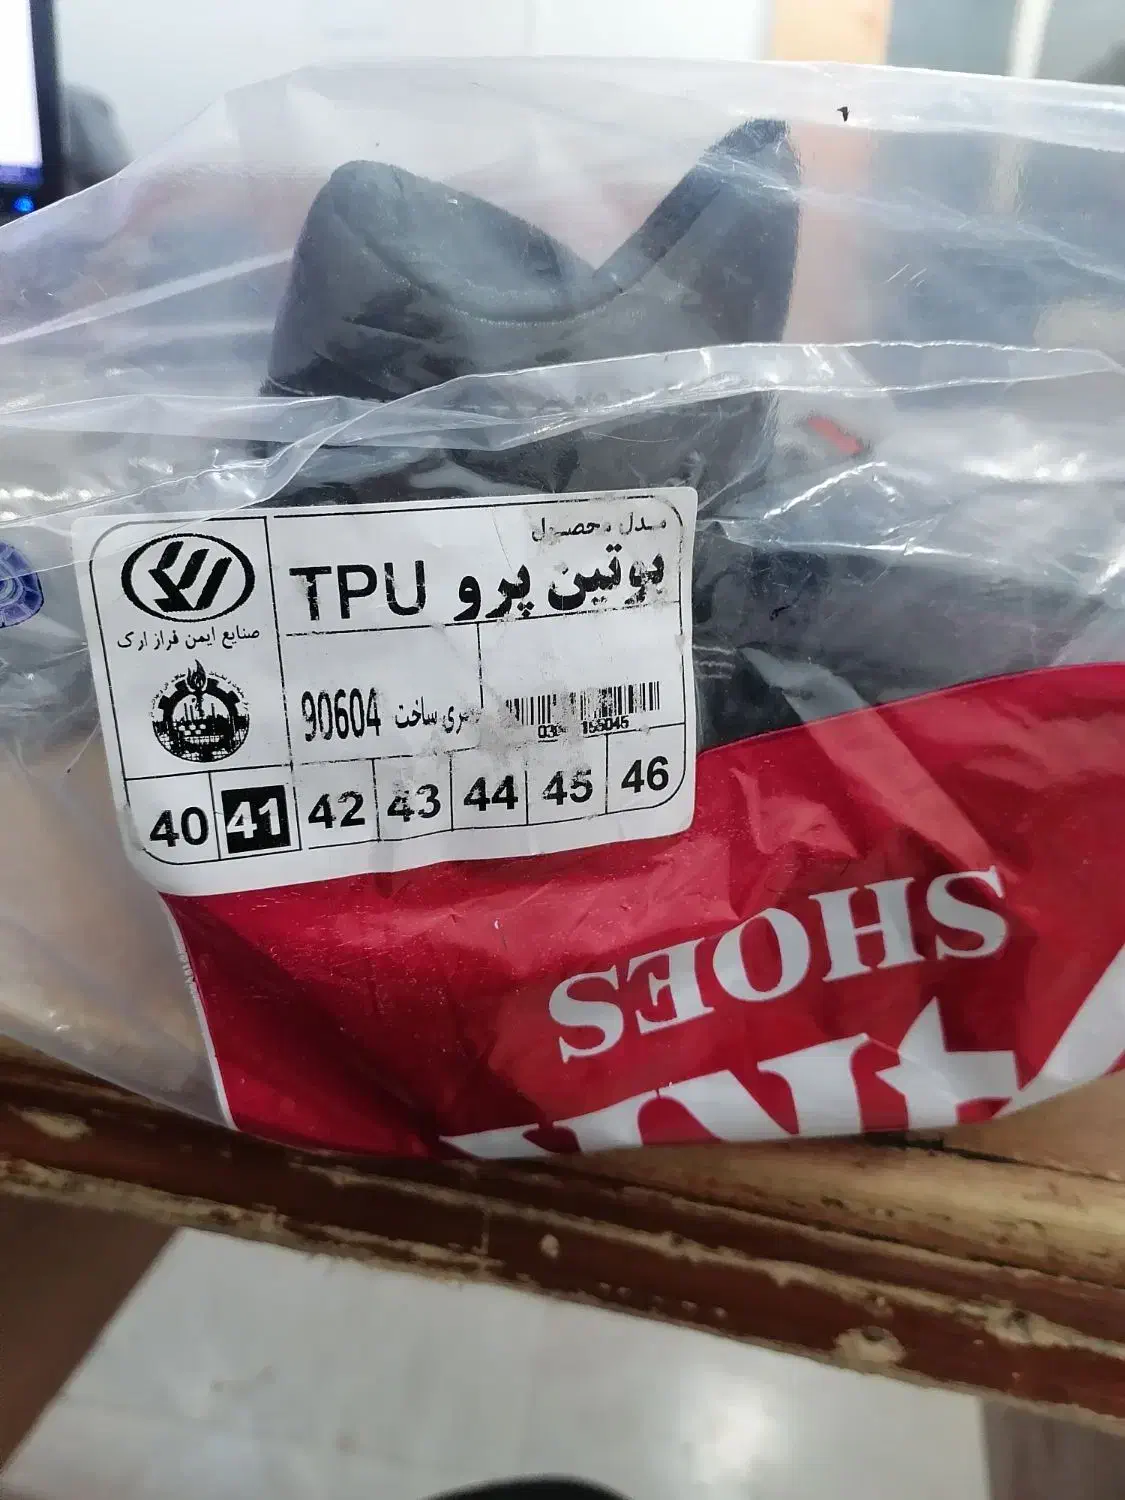 مدل محصول
بوتین پرو TPU
صنایع ایمن فراز ارک
سری ساخت 90604
40 41 42 43 44 45 46
SHOES